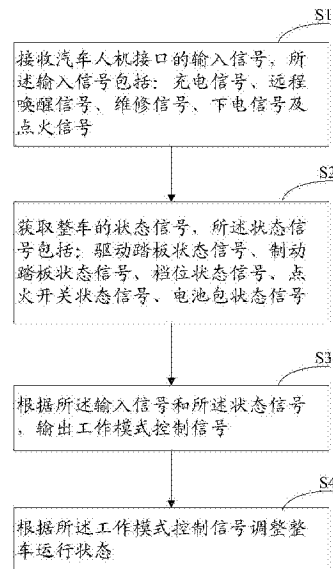 S1
接收汽车人机接口的输入信号，所
述输入信号包括：充电信号、远程
唤醒信号、维修信号、下电信号及
点火信号
S2
获取整车的状态信号，所述状态信
号包括；驱动踏板状态信号、制动
踏板状态信号、档位状态信号、点
火开关状态信号、电池包状态信号
S3
根据所述输入信号和所述状态信号
，输出工作模式控制信号
S4
根据所述工作模式控制信号调整整
车运行状态